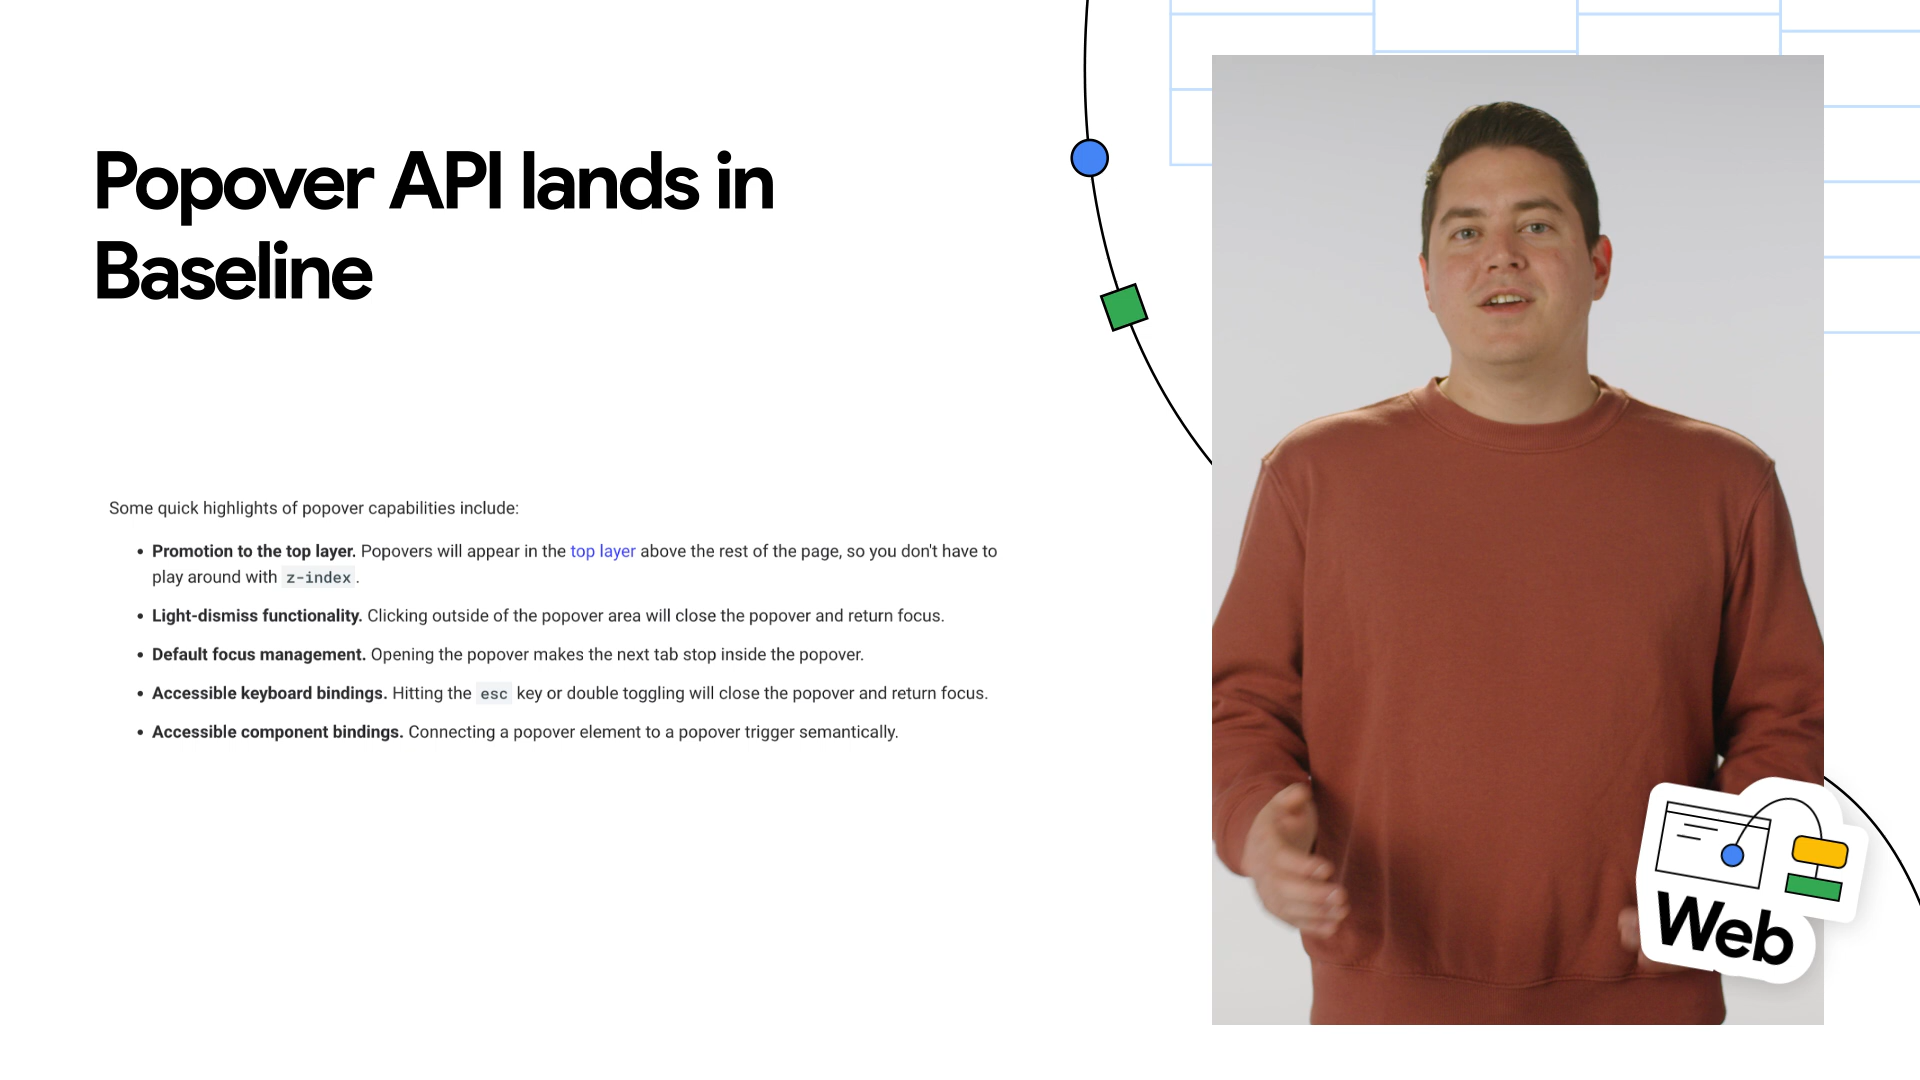 Popover API lands in
Baseline
Some quick highlights of popover capabilities include:
• Promotion to the top layer. Popovers will appear in the top layer above the rest of the page, so you don't have to
play around with z-index.
• Light-dismiss functionality. Clicking outside of the popover area will close the popover and return focus.
• Default focus management. Opening the popover makes the next tab stop inside the popover.
• Accessible keyboard bindings. Hitting the esc key or double toggling will close the popover and return focus.
• Accessible component bindings. Connecting a popover element to a popover trigger semantically.
Web